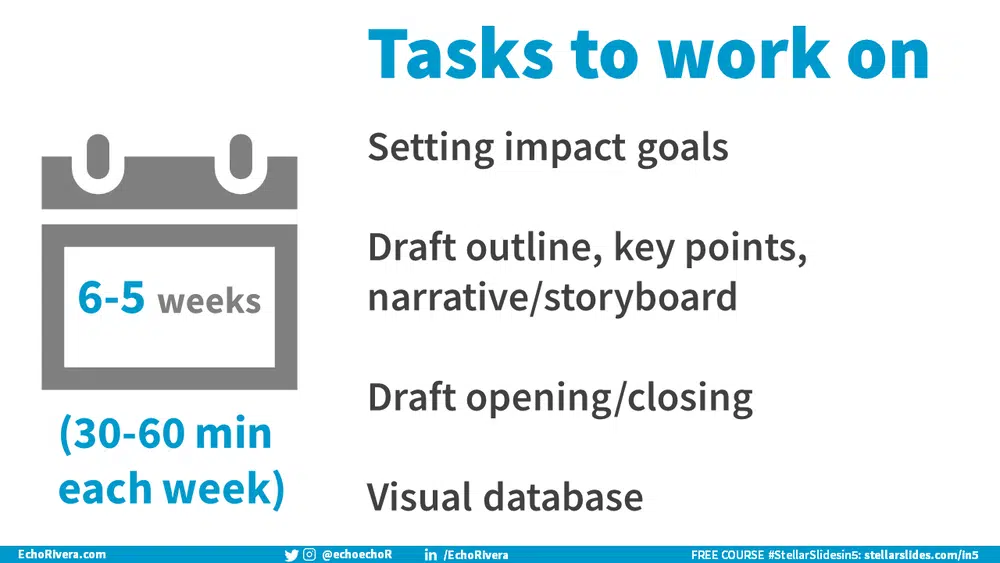 Tasks to work on
Setting impact goals
Draft outline, key points,
narrative/storyboard
Draft opening/closing
Visual database
6-5 weeks
(30-60 min
each week)
EchoRivera.com
@echoechoR
/EchoRivera
FREE COURSE #StellarSlidesin5: stellarslides.com/in5